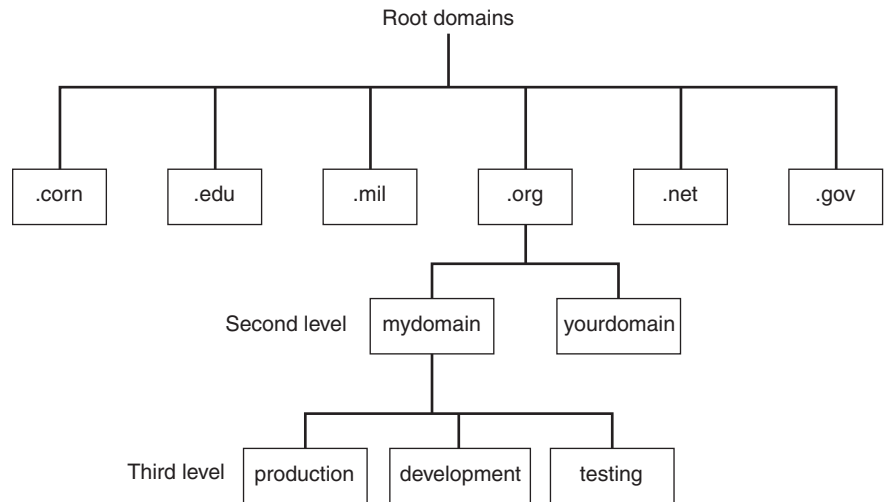 Root domains
.corn
.edu
.mil
.org
.net
.gov
Second level
mydomain
yourdomain
Third level
production
development
testing